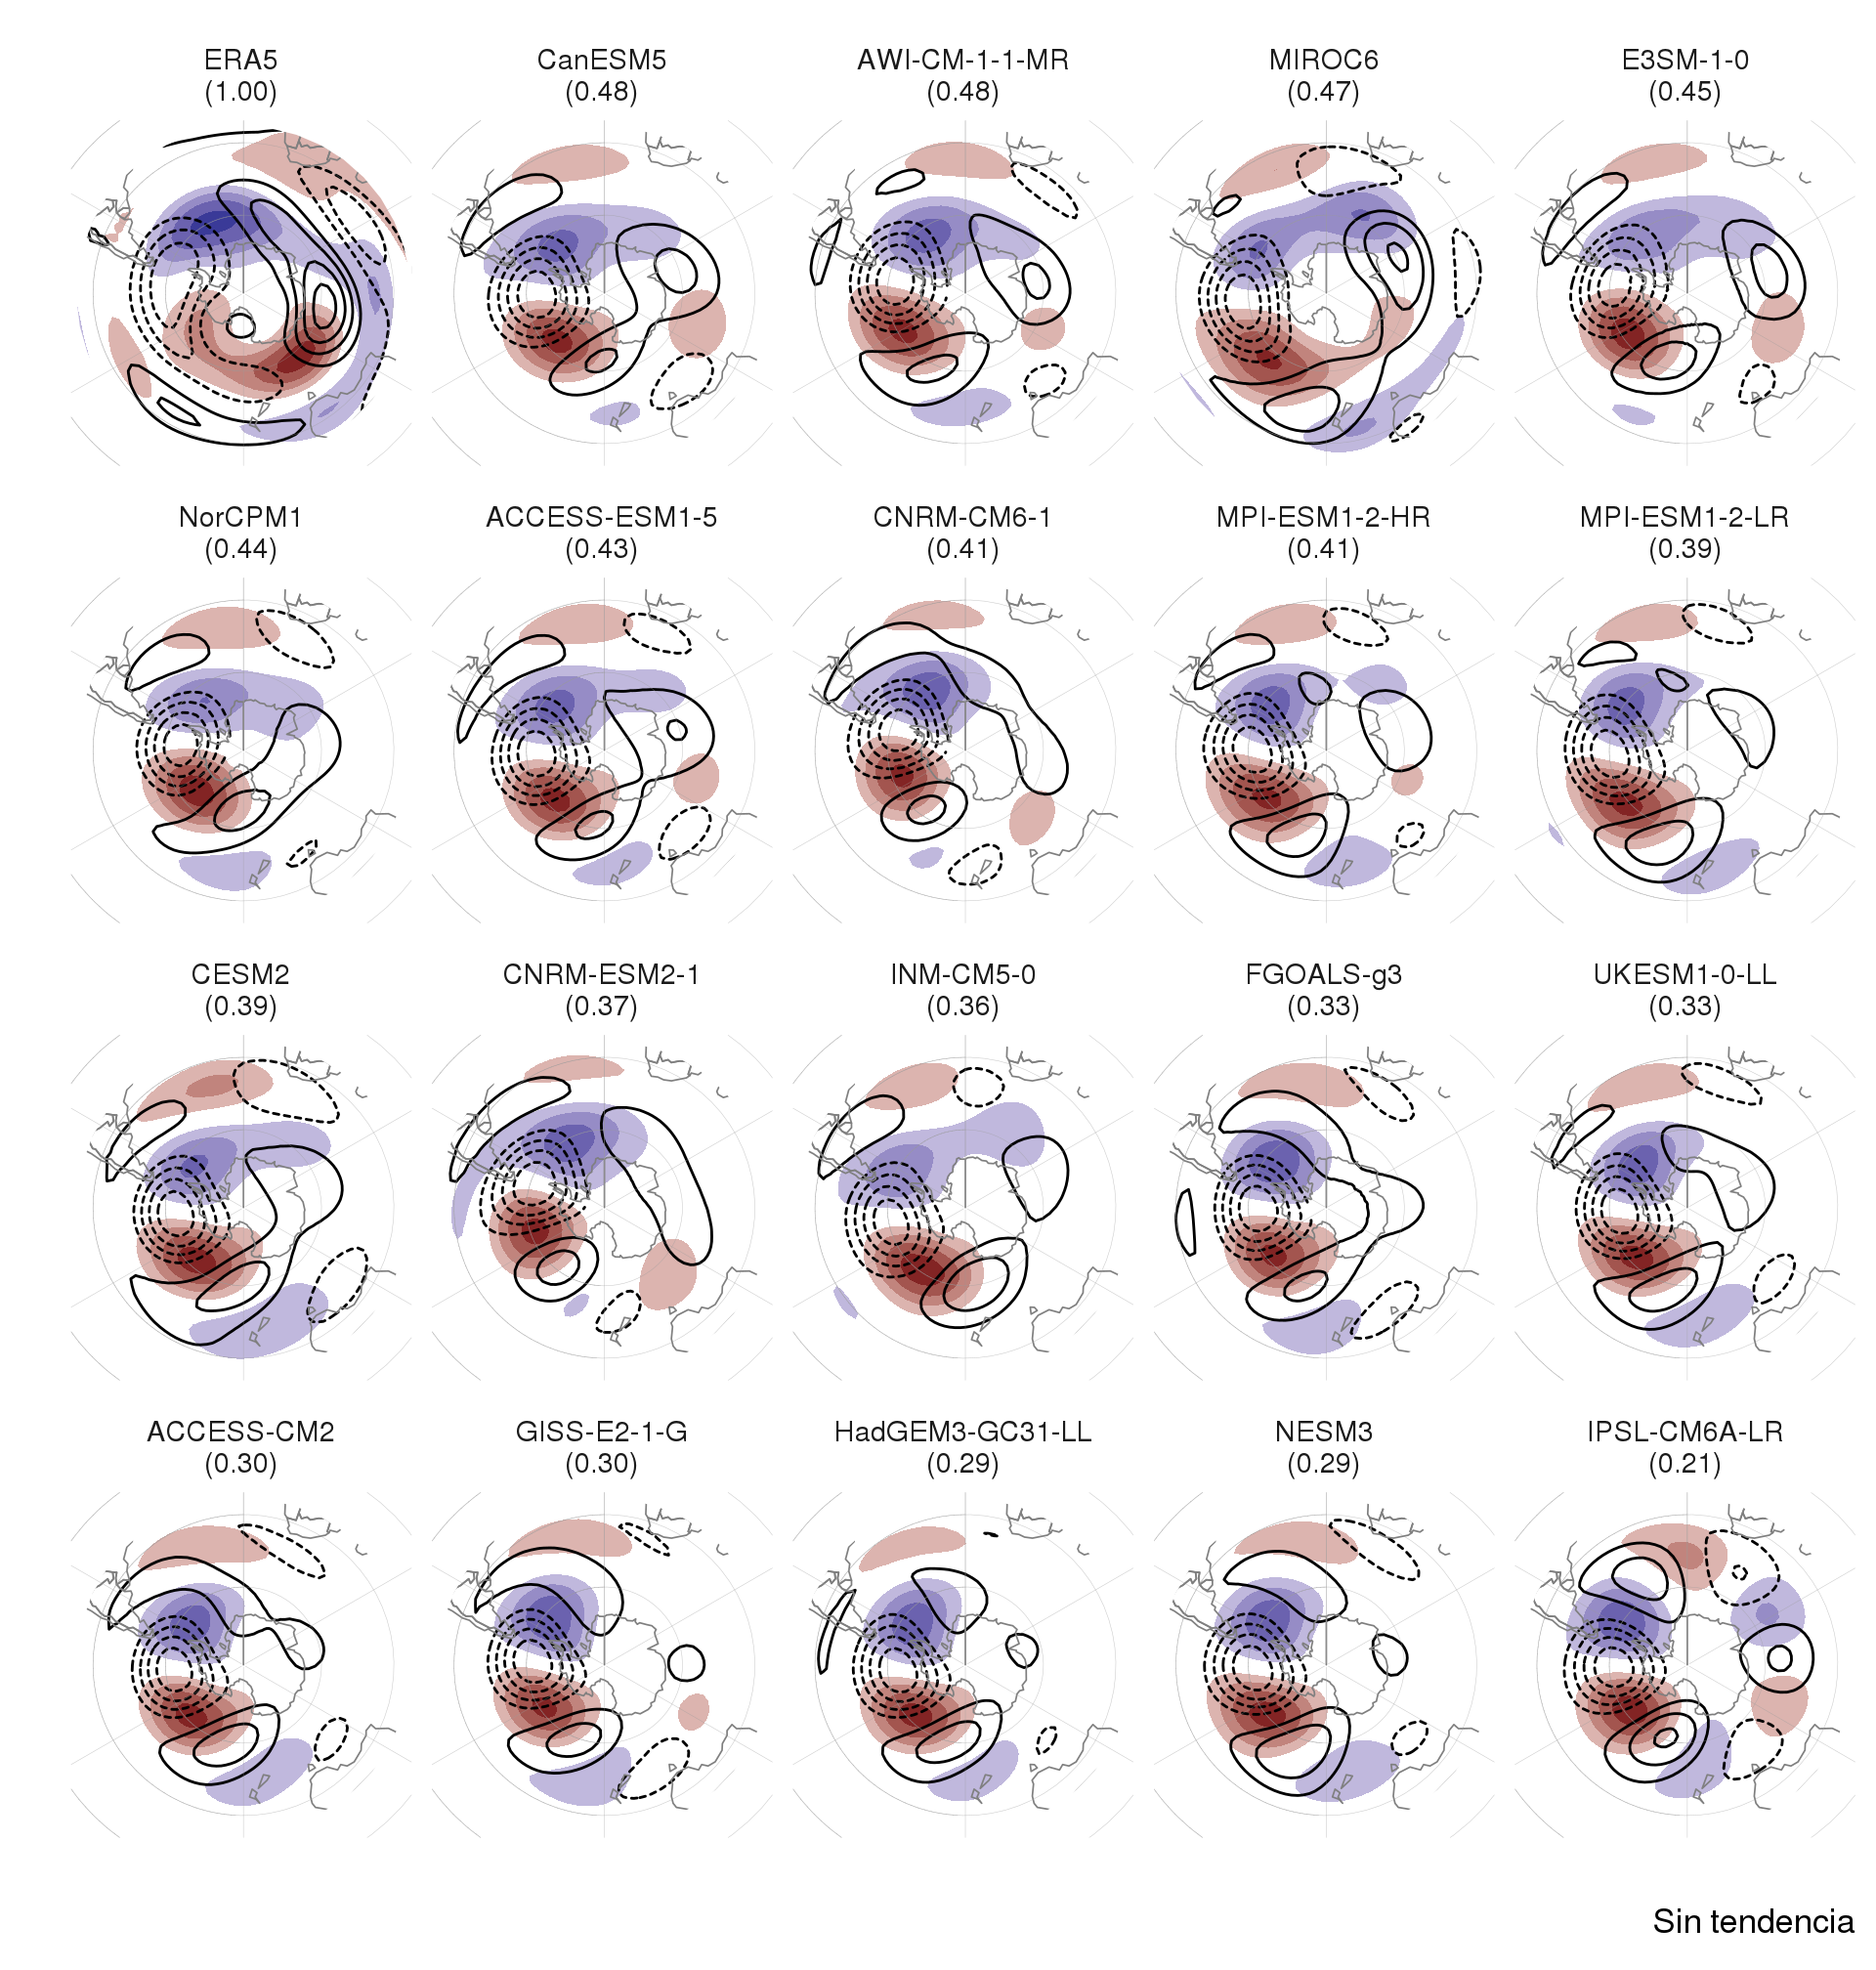 ERA5
(1.00)
CanESM5
(0.48)
AWI-CM-1-1-MR
(0.48)
MIROC6
(0.47)
E3SM-1-0
(0.45)
NorCPM1
(0.44)
ACCESS-ESM1-5
(0.43)
CNRM-CM6-1
(0.41)
MPI-ESM1-2-HR
(0.41)
MPI-ESM1-2-LR
(0.39)
CESM2
(0.39)
CNRM-ESM2-1
(0.37)
INM-CM5-0
(0.36)
FGOALS-g3
(0.33)
UKESM1-0-LL
(0.33)
ACCESS-CM2
(0.30)
GISS-E2-1-G
(0.30)
HadGEM3-GC31-LL
(0.29)
NESM3
(0.29)
IPSL-CM6A-LR
(0.21)
Sin tendencia